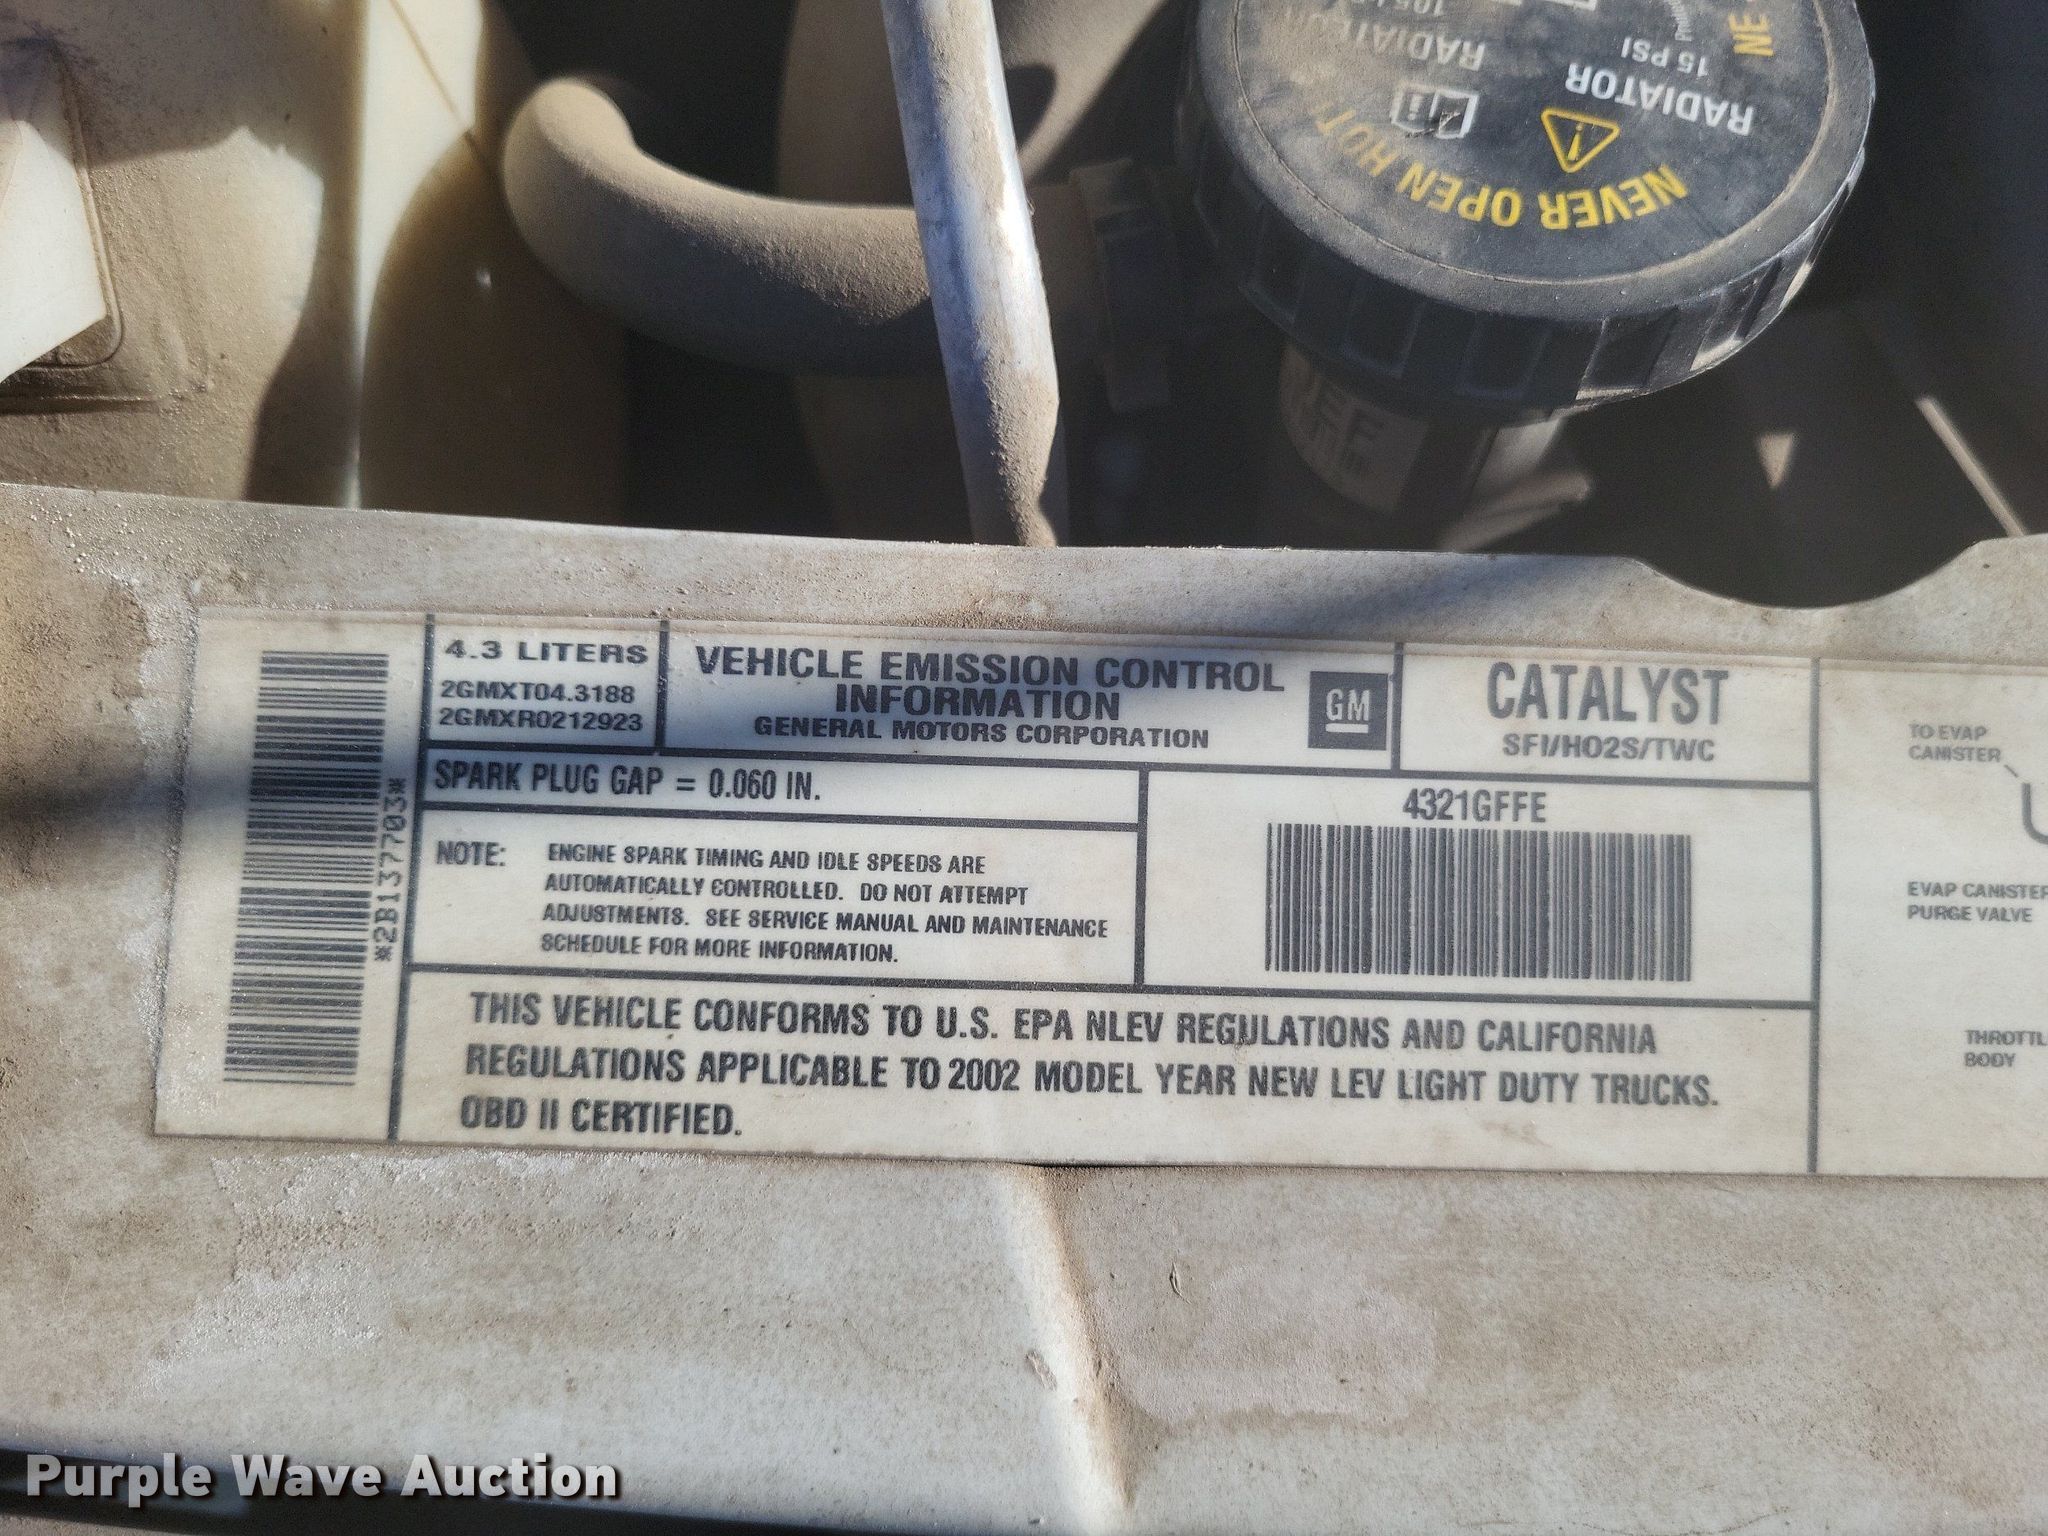 NEVER OPEN HOT
RADIATOR
15 PSI
RADIATEUR
NE
4.3 LITERS
2GMXT04.3188
2GMXR0212923
VEHICLE EMISSION CONTROL
INFORMATION
GENERAL MOTORS CORPORATION
GM
CATALYST
SFI/HO2S/TWC
SPARK PLUG GAP = 0.060 IN.
4321GFFE
NOTE: ENGINE SPARK TIMING AND IDLE SPEEDS ARE
AUTOMATICALLY CONTROLLED. DO NOT ATTEMPT
ADJUSTMENTS. SEE SERVICE MANUAL AND MAINTENANCE
SCHEDULE FOR MORE INFORMATION.
THIS VEHICLE CONFORMS TO U.S. EPA NLEV REGULATIONS AND CALIFORNIA
REGULATIONS APPLICABLE TO 2002 MODEL YEAR NEW LEV LIGHT DUTY TRUCKS.
OBD II CERTIFIED.
*2B137703*
TO EVAP
CANISTER
EVAP CANISTER
PURGE VALVE
THROTTL
BODY
Purple Wave Auction